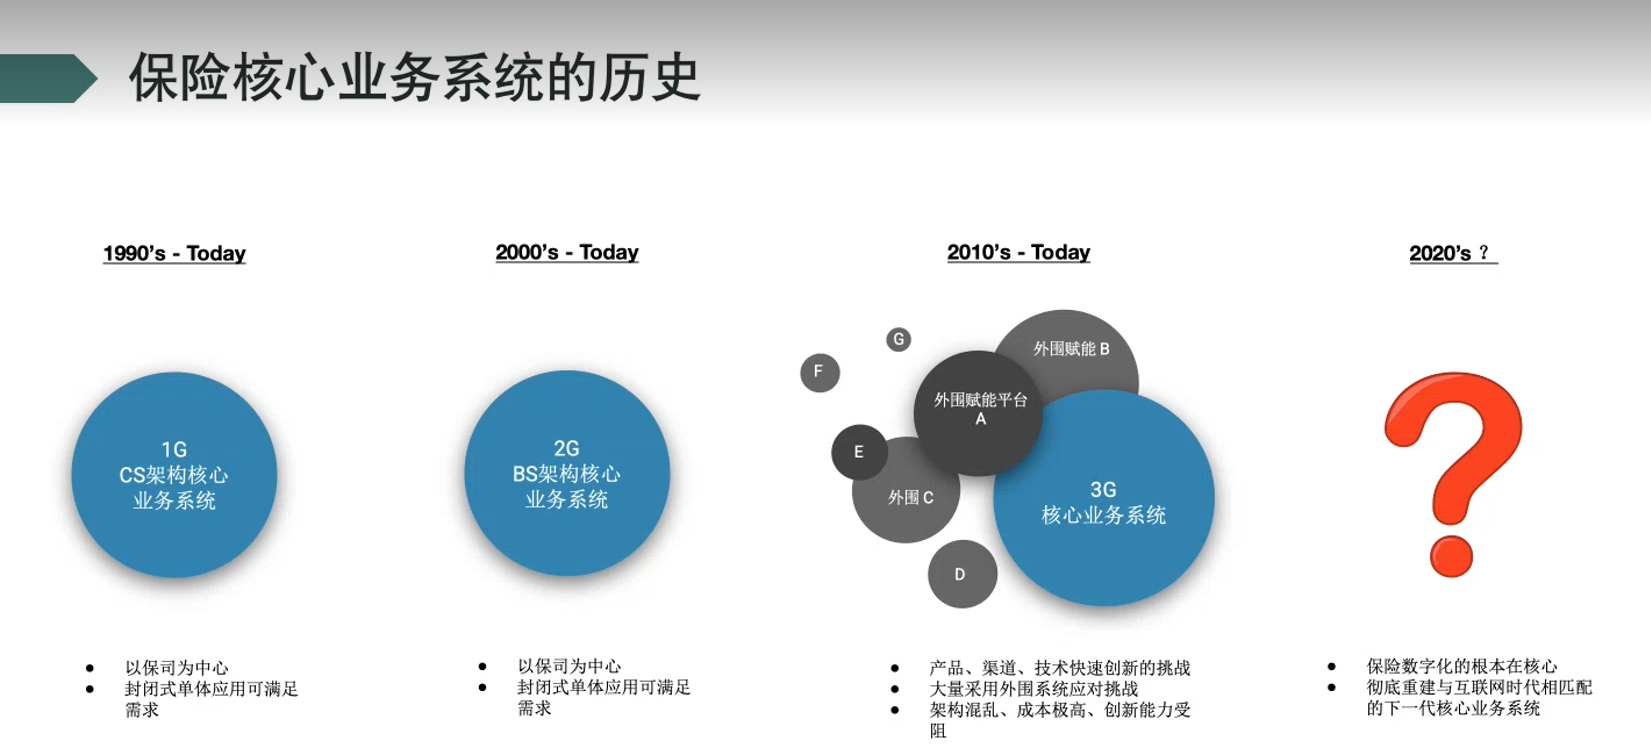 保险核心业务系统的历史
1990's - Today
1G
CS架构核心
业务系统
● 以保司为中心
● 封闭式单体应用可满足
需求
2000's - Today
2G
BS架构核心
业务系统
● 以保司为中心
● 封闭式单体应用可满足
需求
2010's - Today
G
F
外围赋能 B
外围赋能平台
A
E
外围 C
D
3G
核心业务系统
● 产品、渠道、技术快速创新的挑战
● 大量采用外围系统应对挑战
● 架构混乱、成本极高、创新能力受
阻
2020's ？
❓
● 保险数字化的根本在核心
● 彻底重建与互联网时代相匹配
的下一代核心业务系统